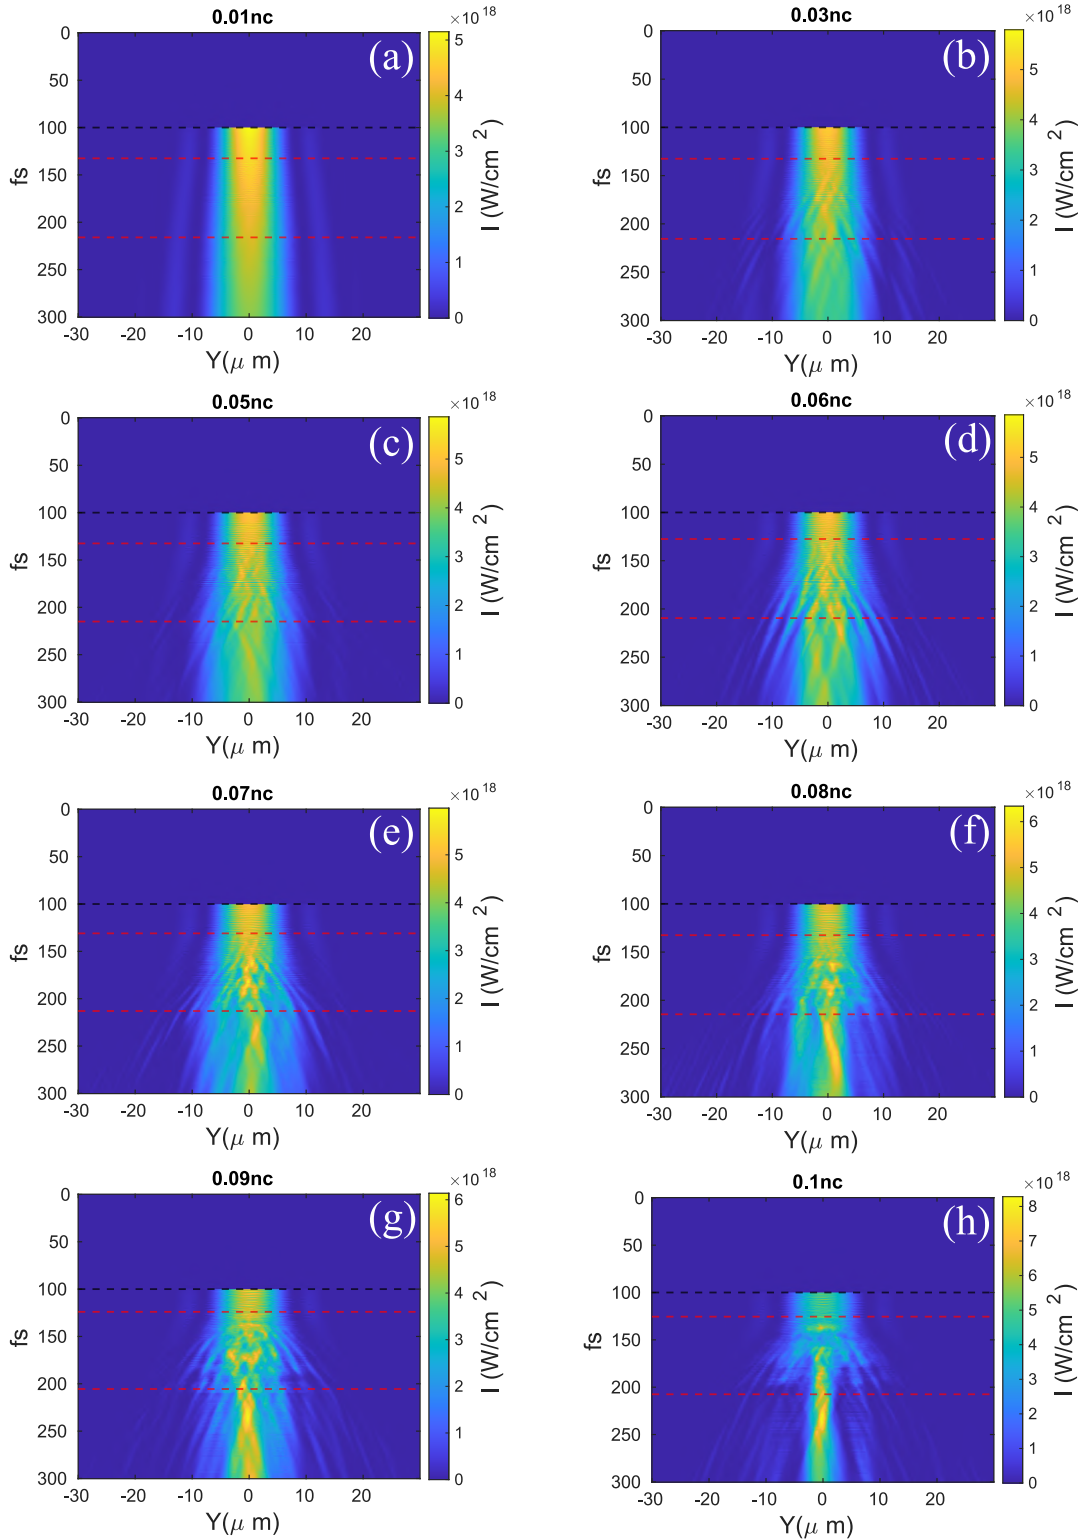 0.01nc
×10 18
(a)
0
50
100
150
200
250
300
fs
-30 -20 -10 0 10 20
Y(μ m)
5
4
3
2
1
0
I (W/cm 2 )
0.03nc
×10 18
(b)
0
50
100
150
200
250
300
fs
-30 -20 -10 0 10 20
Y(μ m)
5
4
3
2
1
0
I (W/cm 2 )
0.05nc
×10 18
(c)
0
50
100
150
200
250
300
fs
-30 -20 -10 0 10 20
Y(μ m)
5
4
3
2
1
0
I (W/cm 2 )
0.06nc
×10 18
(d)
0
50
100
150
200
250
300
fs
-30 -20 -10 0 10 20
Y(μ m)
5
4
3
2
1
0
I (W/cm 2 )
0.07nc
×10 18
(e)
0
50
100
150
200
250
300
fs
-30 -20 -10 0 10 20
Y(μ m)
5
4
3
2
1
0
I (W/cm 2 )
0.08nc
×10 18
(f)
0
50
100
150
200
250
300
fs
-30 -20 -10 0 10 20
Y(μ m)
6
5
4
3
2
1
0
I (W/cm 2 )
0.09nc
×10 18
(g)
0
50
100
150
200
250
300
fs
-30 -20 -10 0 10 20
Y(μ m)
6
5
4
3
2
1
0
I (W/cm 2 )
0.1nc
×10 18
(h)
0
50
100
150
200
250
300
fs
-30 -20 -10 0 10 20
Y(μ m)
8
7
6
5
4
3
2
1
0
I (W/cm 2 )